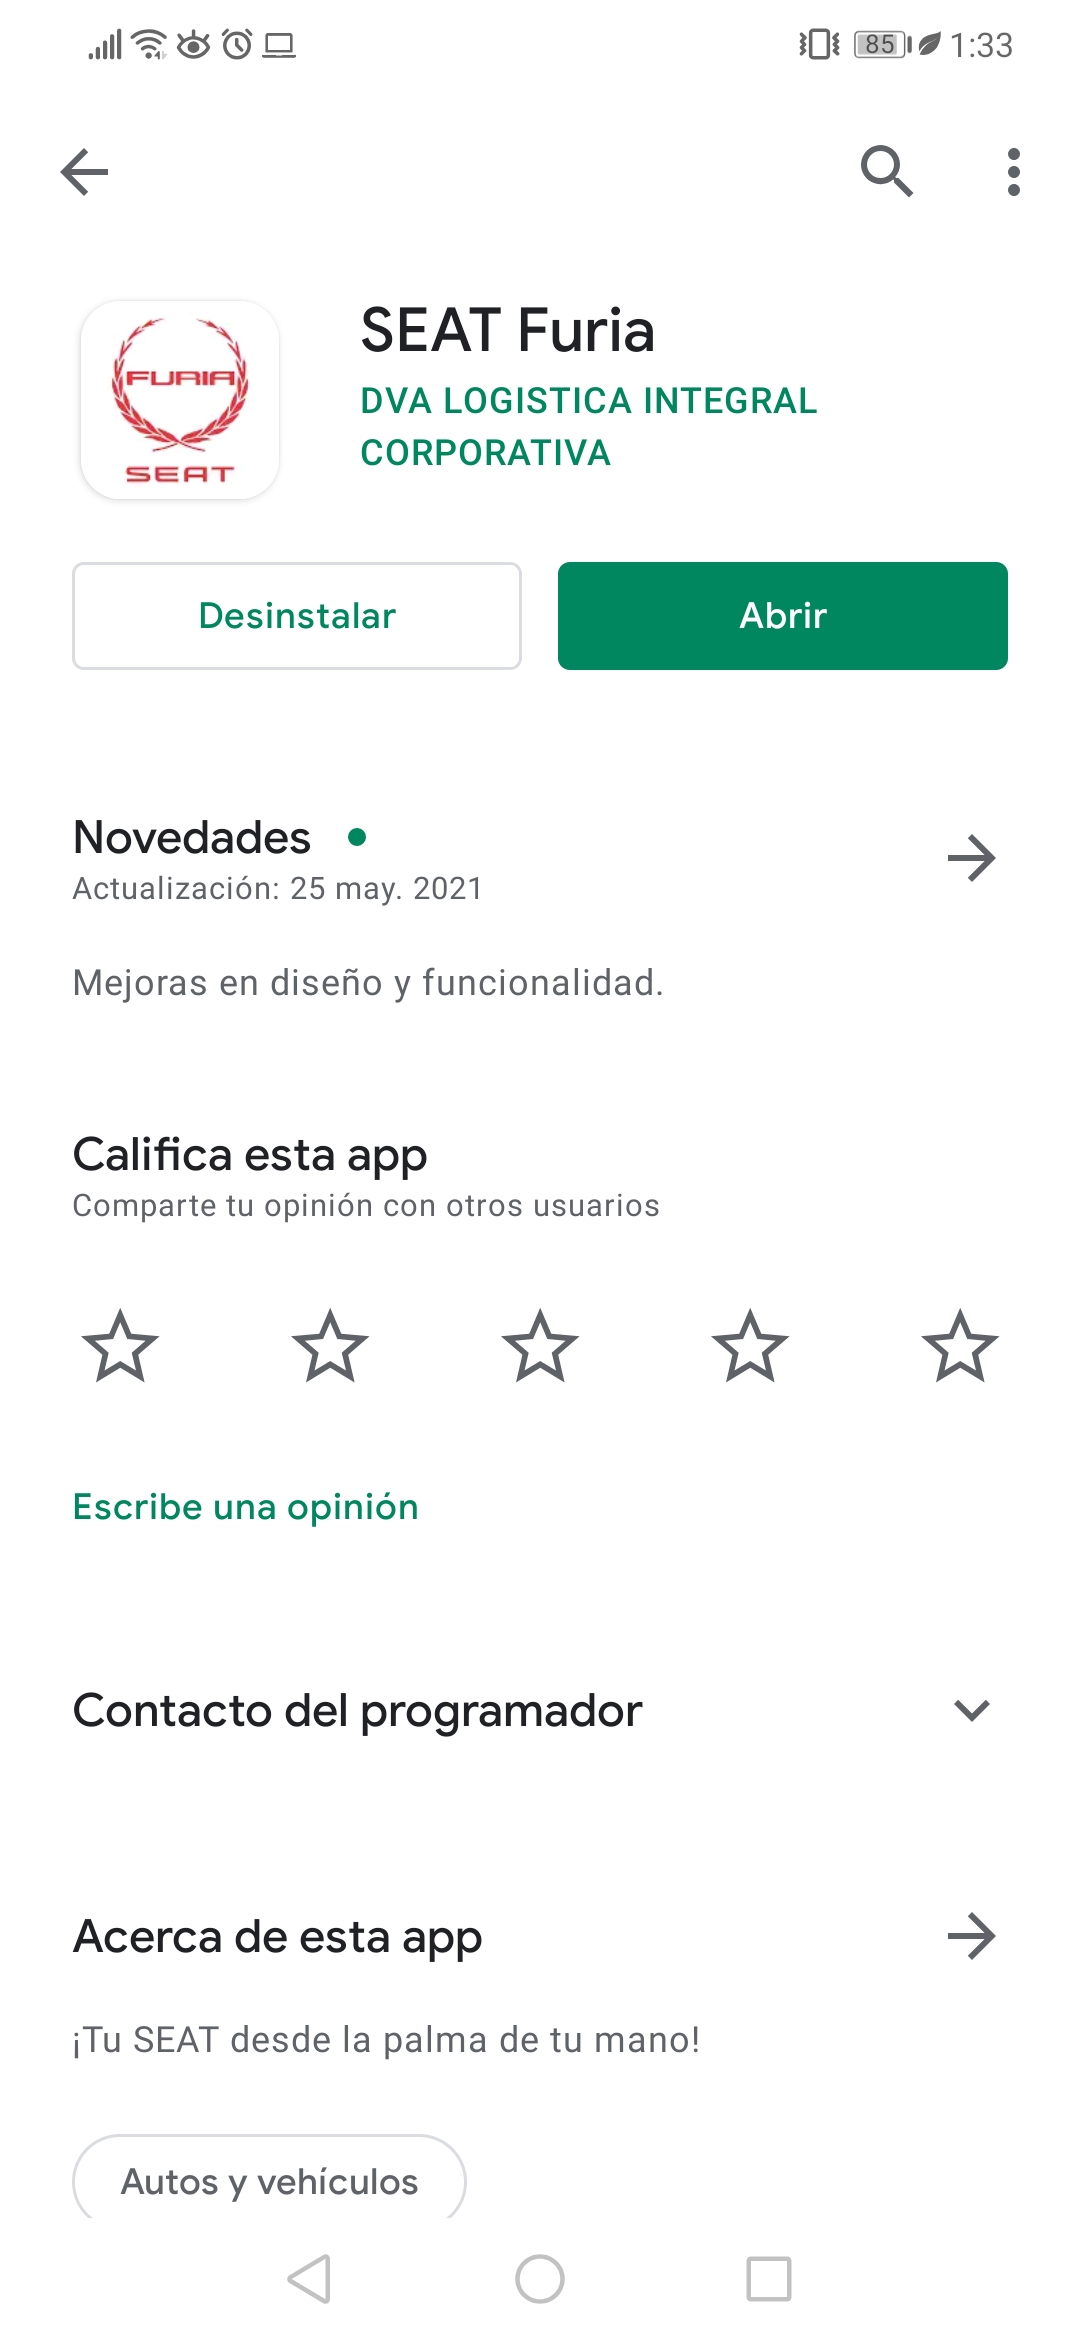 85 1:33
FURIA
SEAT
SEAT Furia
DVA LOGISTICA INTEGRAL
CORPORATIVA
Desinstalar
Abrir
Novedades
Actualización: 25 may. 2021
Mejoras en diseño y funcionalidad.
Califica esta app
Comparte tu opinión con otros usuarios
Escribe una opinión
Contacto del programador
Acerca de esta app
¡Tu SEAT desde la palma de tu mano!
Autos y vehículos